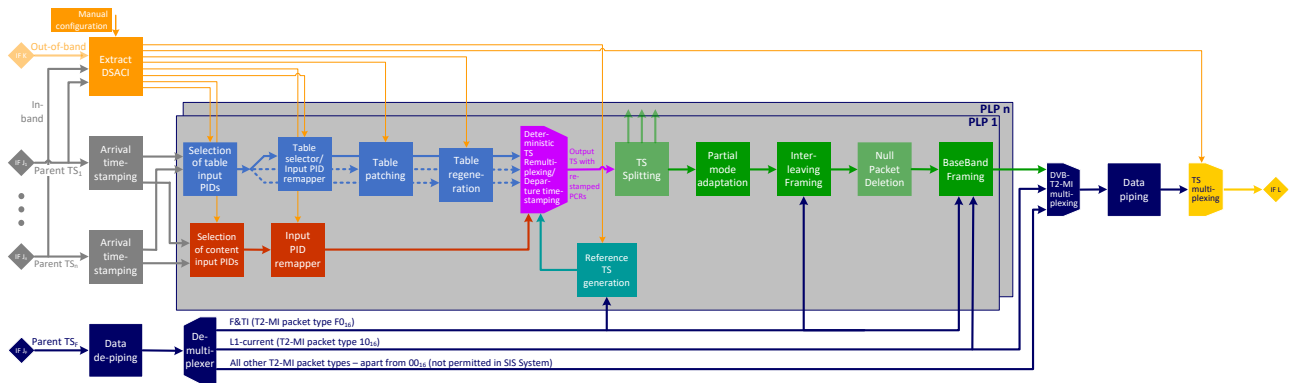 Manual
configuration
IF K
Out-of-band
Extract
DSACI
In-
band
PLP n
PLP 1
IF J₁
Parent TS₁
Arrival
time-
stamping
Selection
of table
input
PIDs
Table
selector/
Input PID
remapper
Table
patching
Table
regene-
ration
Deter-
ministic
TS
Remulti-
plexing/
Depar-
ture time-
stamping
Output
TS with
re-
stamped
PCRs
TS
Splitting
Partial
mode
adaptation
Inter-
leaving
Framing
Null
Packet
Deletion
BaseBand
Framing
DVB-
T2-MI
multi-
plexing
Data
piping
TS
multi-
plexing
IF L
IF Jₙ
Parent TSₙ
Arrival
time-
stamping
Selection
of content
input PIDs
Input
PID
remapper
Reference
TS
generation
IF J_F
Parent TS_F
Data
de-piping
De-
multi-
plexer
F&TI (T2-MI packet type F0₁₆)
L1-current (T2-MI packet type 10₁₆)
All other T2-MI packet types – apart from 00₁₆ (not permitted in SIS System)